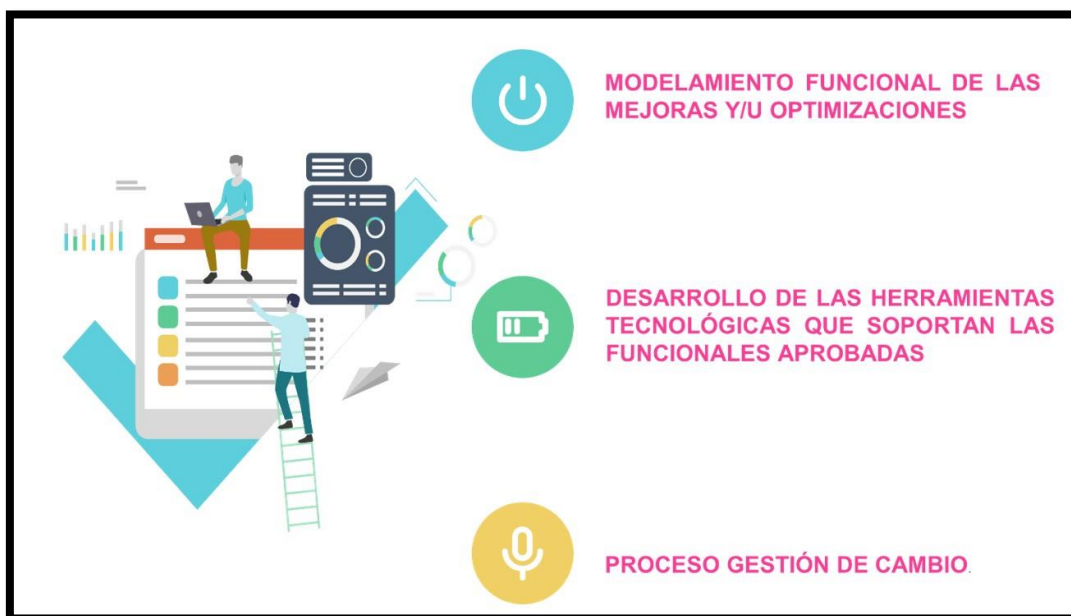 MODELAMIENTO FUNCIONAL DE LAS
MEJORAS Y/U OPTIMIZACIONES
DESARROLLO DE LAS HERRAMIENTAS
TECNOLÓGICAS QUE SOPORTAN LAS
FUNCIONALES APROBADAS
PROCESO GESTIÓN DE CAMBIO.